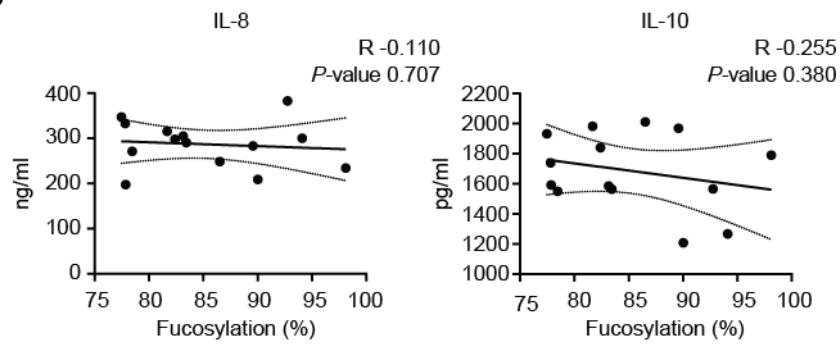 IL-8
R -0.110
P-value 0.707
400
300
200
100
0
ng/ml
75 80 85 90 95 100
Fucosylation (%)
IL-10
R -0.255
P-value 0.380
2200
2000
1800
1600
1400
1200
1000
pg/ml
75 80 85 90 95 100
Fucosylation (%)